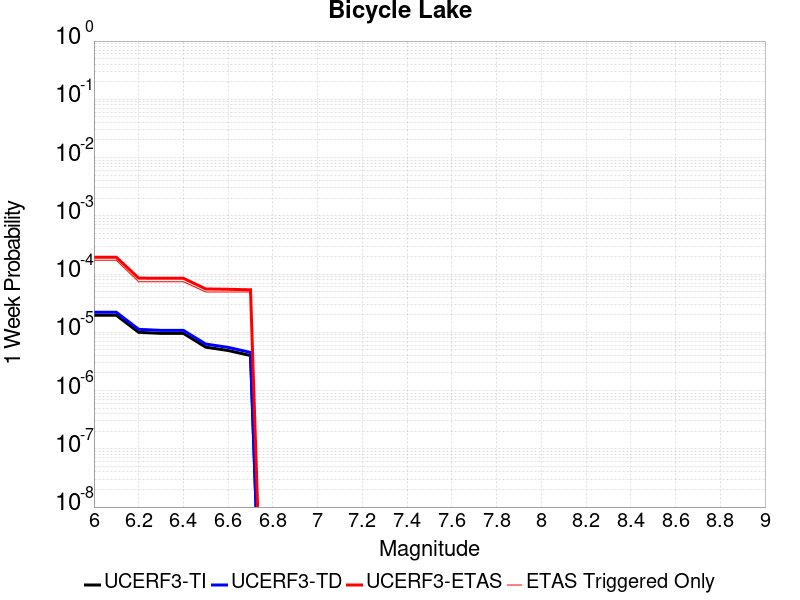 Bicycle Lake
10^0
10^-1
10^-2
10^-3
10^-4
10^-5
10^-6
10^-7
10^-8
1 Week Probability
6 6.2 6.4 6.6 6.8 7 7.2 7.4 7.6 7.8 8 8.2 8.4 8.6 8.8 9
Magnitude
UCERF3-TI UCERF3-TD UCERF3-ETAS ETAS Triggered Only